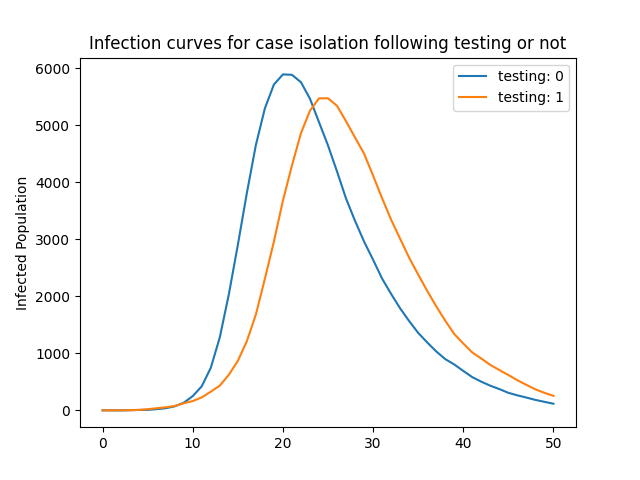 Infection curves for case isolation following testing or not
testing: 0
testing: 1
Infected Population
6000
5000
4000
3000
2000
1000
0
0 10 20 30 40 50